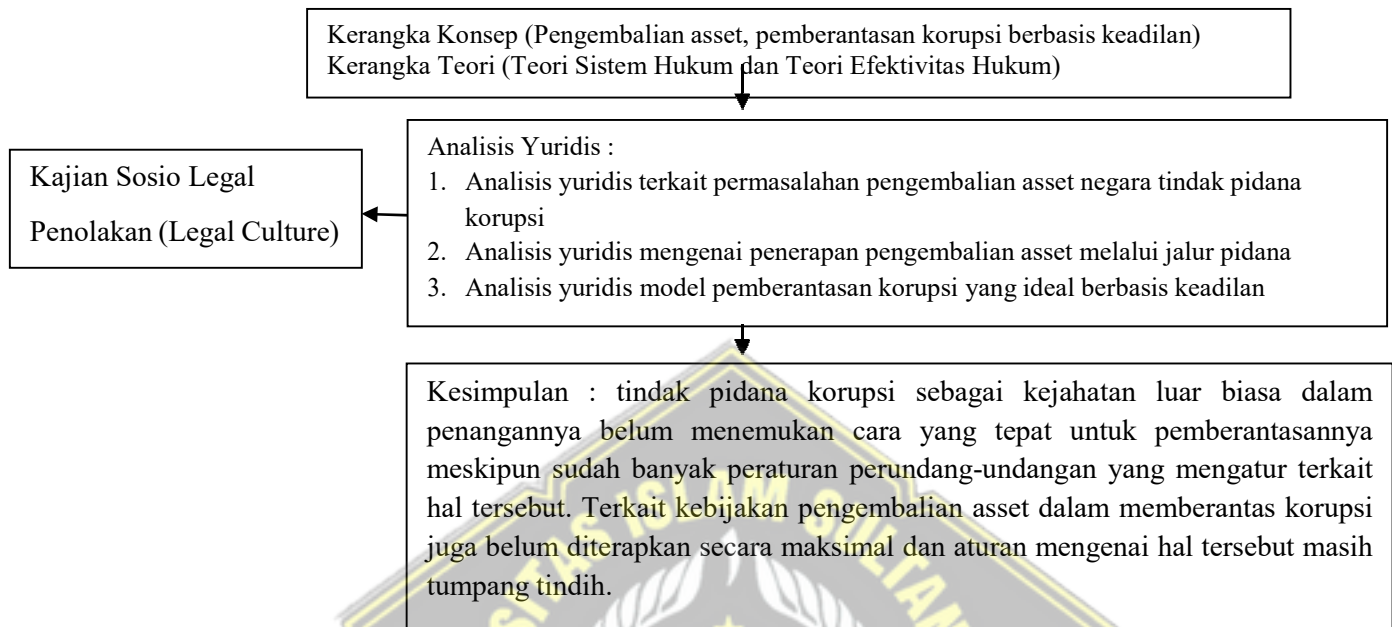 Kerangka Konsep (Pengembalian asset, pemberantasan korupsi berbasis keadilan)
Kerangka Teori (Teori Sistem Hukum dan Teori Efektivitas Hukum)
Kajian Sosio Legal
Penolakan (Legal Culture)
Analisis Yuridis :
1. Analisis yuridis terkait permasalahan pengembalian asset negara tindak pidana
korupsi
2. Analisis yuridis mengenai penerapan pengembalian asset melalui jalur pidana
3. Analisis yuridis model pemberantasan korupsi yang ideal berbasis keadilan
Kesimpulan : tindak pidana korupsi sebagai kejahatan luar biasa dalam
penangannya belum menemukan cara yang tepat untuk pemberantasannya
meskipun sudah banyak peraturan perundang-undangan yang mengatur terkait
hal tersebut. Terkait kebijakan pengembalian asset dalam memberantas korupsi
juga belum diterapkan secara maksimal dan aturan mengenai hal tersebut masih
tumpang tindih.
ISLAM